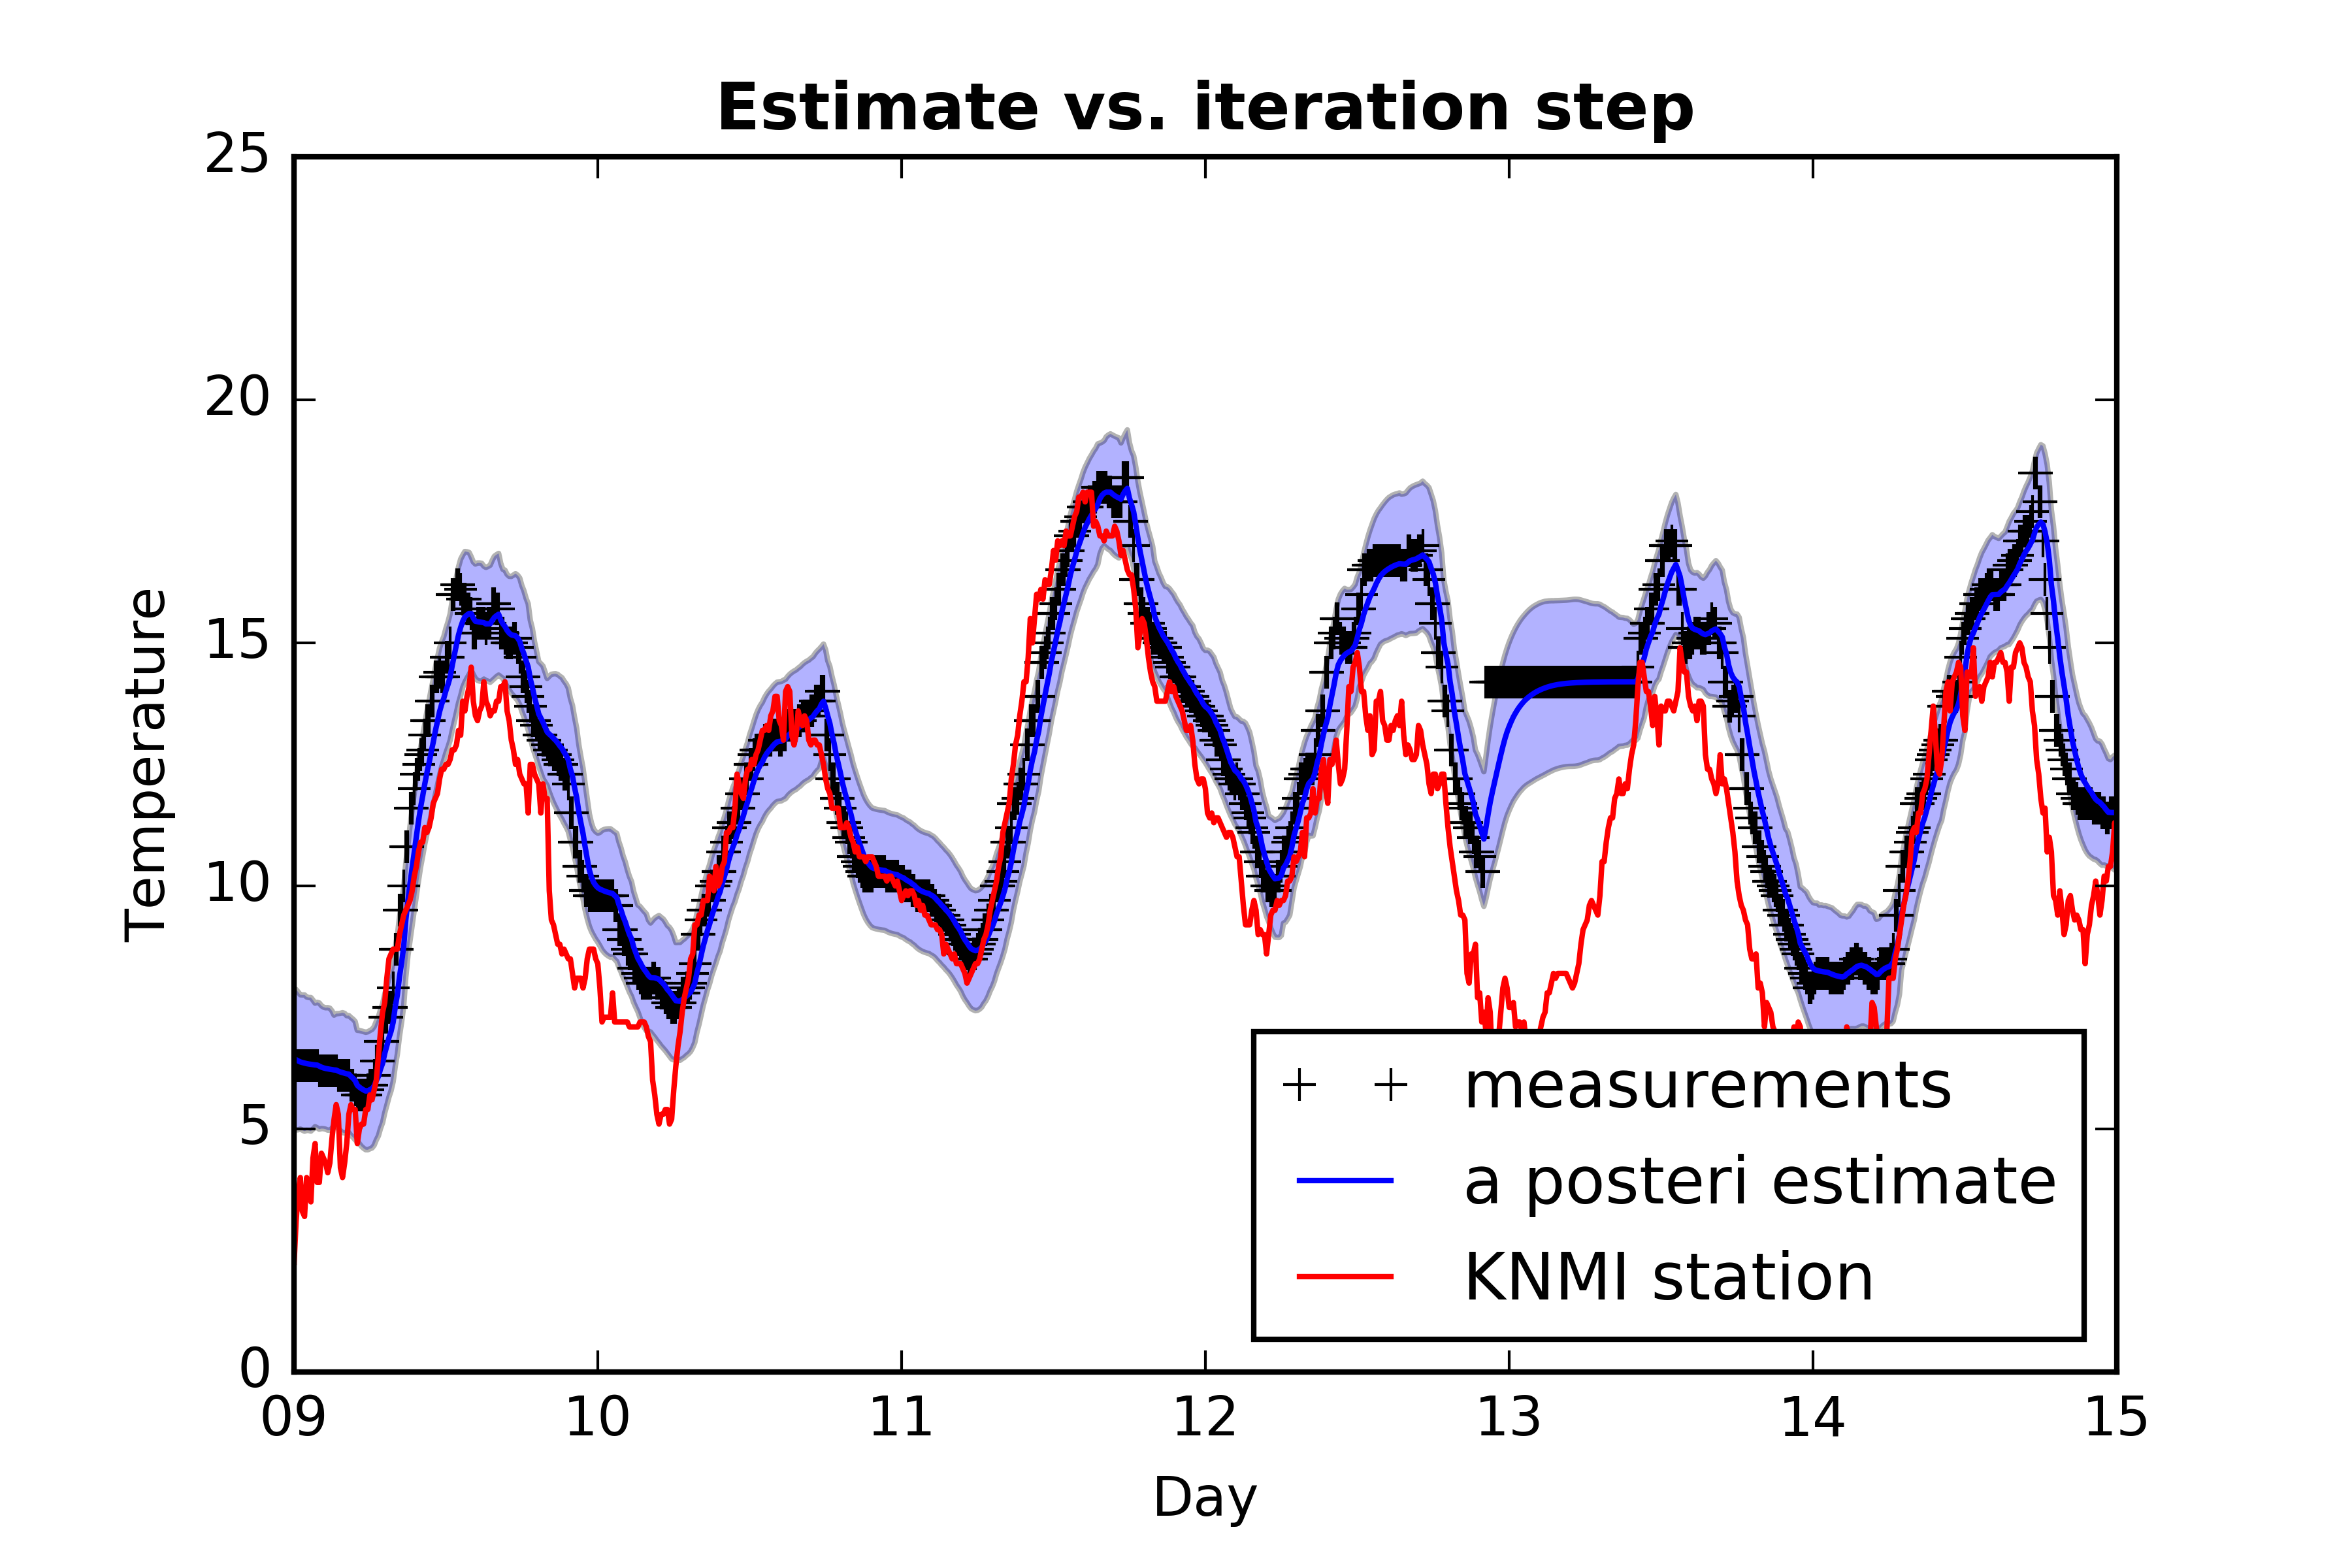 Estimate vs. iteration step
25
20
15
10
5
0
Temperature
09 10 11 12 13 14 15
Day
measurements
a posteri estimate
KNMI station